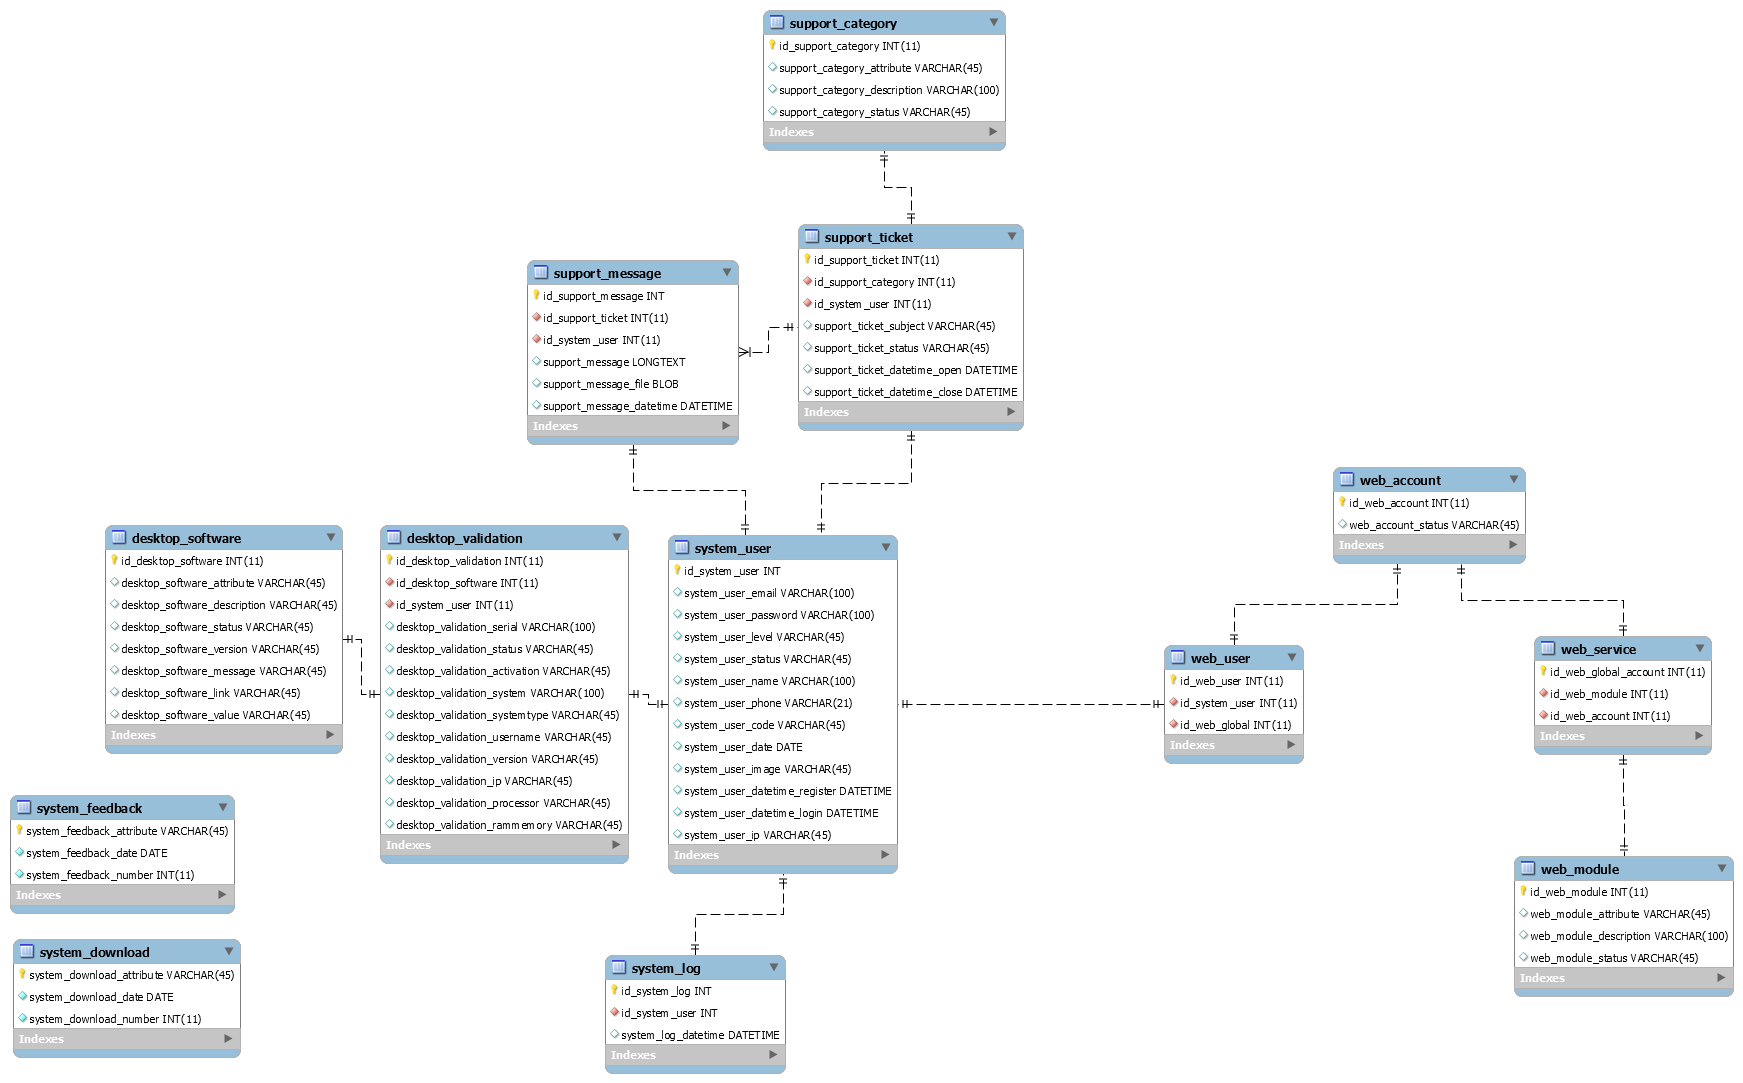 support_category
id_support_category INT(11)
support_category_attribute VARCHAR(45)
support_category_description VARCHAR(100)
support_category_status VARCHAR(45)
Indexes
support_ticket
id_support_ticket INT(11)
id_support_category INT(11)
id_system_user INT(11)
support_ticket_subject VARCHAR(45)
support_ticket_status VARCHAR(45)
support_ticket_datetime_open DATETIME
support_ticket_datetime_close DATETIME
Indexes
support_message
id_support_message INT
id_support_ticket INT(11)
id_system_user INT(11)
support_message LONGTEXT
support_message_file BLOB
support_message_datetime DATETIME
Indexes
desktop_software
id_desktop_software INT(11)
desktop_software_attribute VARCHAR(45)
desktop_software_description VARCHAR(45)
desktop_software_status VARCHAR(45)
desktop_software_version VARCHAR(45)
desktop_software_message VARCHAR(45)
desktop_software_link VARCHAR(45)
desktop_software_value VARCHAR(45)
Indexes
desktop_validation
id_desktop_validation INT(11)
id_desktop_software INT(11)
id_system_user INT(11)
desktop_validation_serial VARCHAR(100)
desktop_validation_status VARCHAR(45)
desktop_validation_activation VARCHAR(45)
desktop_validation_system VARCHAR(100)
desktop_validation_systemtype VARCHAR(45)
desktop_validation_username VARCHAR(45)
desktop_validation_version VARCHAR(45)
desktop_validation_ip VARCHAR(45)
desktop_validation_processor VARCHAR(45)
desktop_validation_rammemory VARCHAR(45)
Indexes
system_user
id_system_user INT
system_user_email VARCHAR(100)
system_user_password VARCHAR(100)
system_user_level VARCHAR(45)
system_user_status VARCHAR(45)
system_user_name VARCHAR(100)
system_user_phone VARCHAR(21)
system_user_code VARCHAR(45)
system_user_date DATE
system_user_image VARCHAR(45)
system_user_datetime_register DATETIME
system_user_datetime_login DATETIME
system_user_ip VARCHAR(45)
Indexes
web_account
id_web_account INT(11)
web_account_status VARCHAR(45)
Indexes
web_user
id_web_user INT(11)
id_system_user INT(11)
id_web_global INT(11)
Indexes
web_service
id_web_global_account INT(11)
id_web_module INT(11)
id_web_account INT(11)
Indexes
web_module
id_web_module INT(11)
web_module_attribute VARCHAR(45)
web_module_description VARCHAR(100)
web_module_status VARCHAR(45)
Indexes
system_feedback
system_feedback_attribute VARCHAR(45)
system_feedback_date DATE
system_feedback_number INT(11)
Indexes
system_download
system_download_attribute VARCHAR(45)
system_download_date DATE
system_download_number INT(11)
Indexes
system_log
id_system_log INT
id_system_user INT
system_log_datetime DATETIME
Indexes